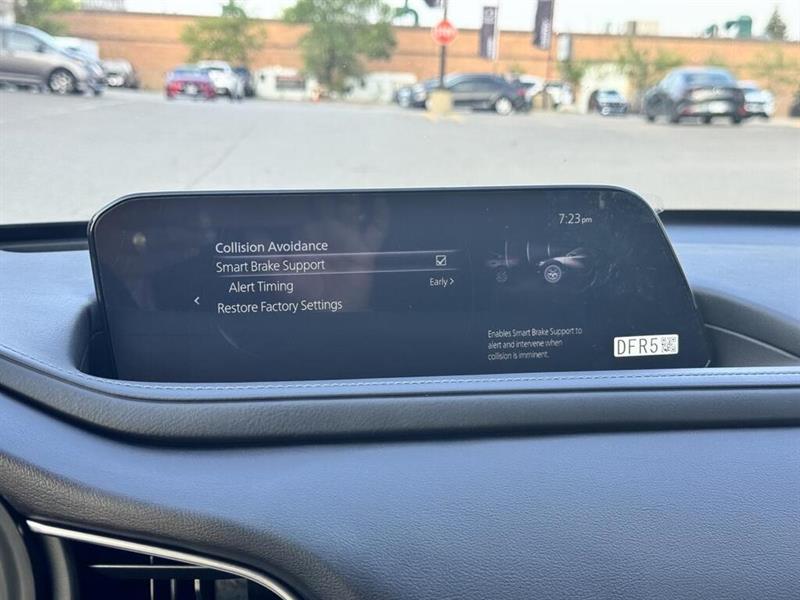 7:23 pm
Collision Avoidance
Smart Brake Support
Alert Timing
Early >
Restore Factory Settings
Enables Smart Brake Support to
alert and intervene when
collision is imminent.
DFR5